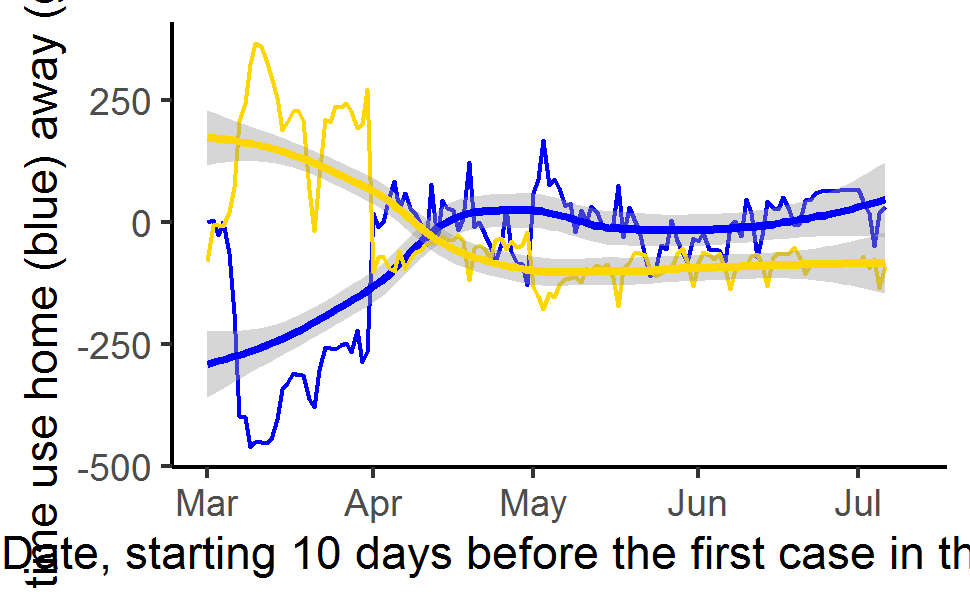 time use home (blue) away (
250
0
-250
-500
Mar Apr May Jun Jul
Date, starting 10 days before the first case in th